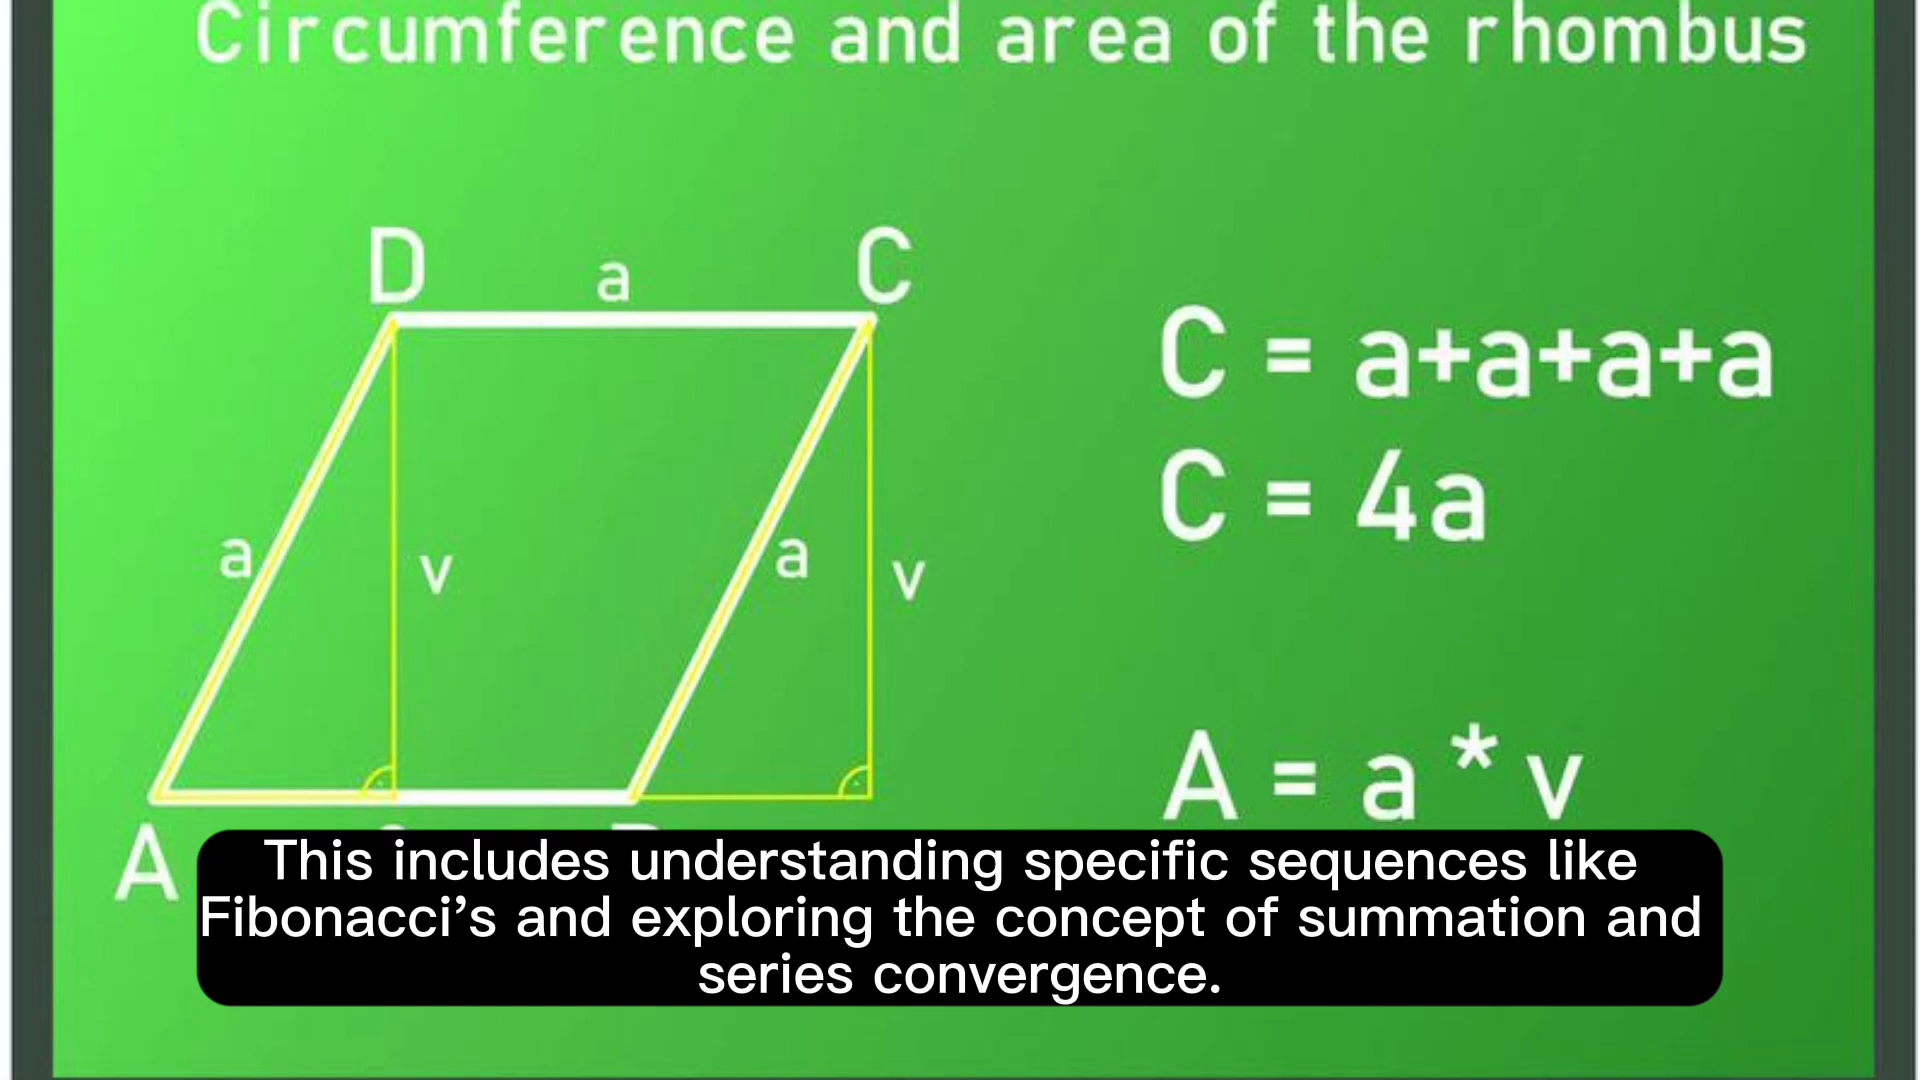 Circumference and area of the rhombus
D a C
C = a+a+a+a
C = 4a
a v a v
A = a * v
A
This includes understanding specific sequences like
Fibonacci’s and exploring the concept of summation and
series convergence.